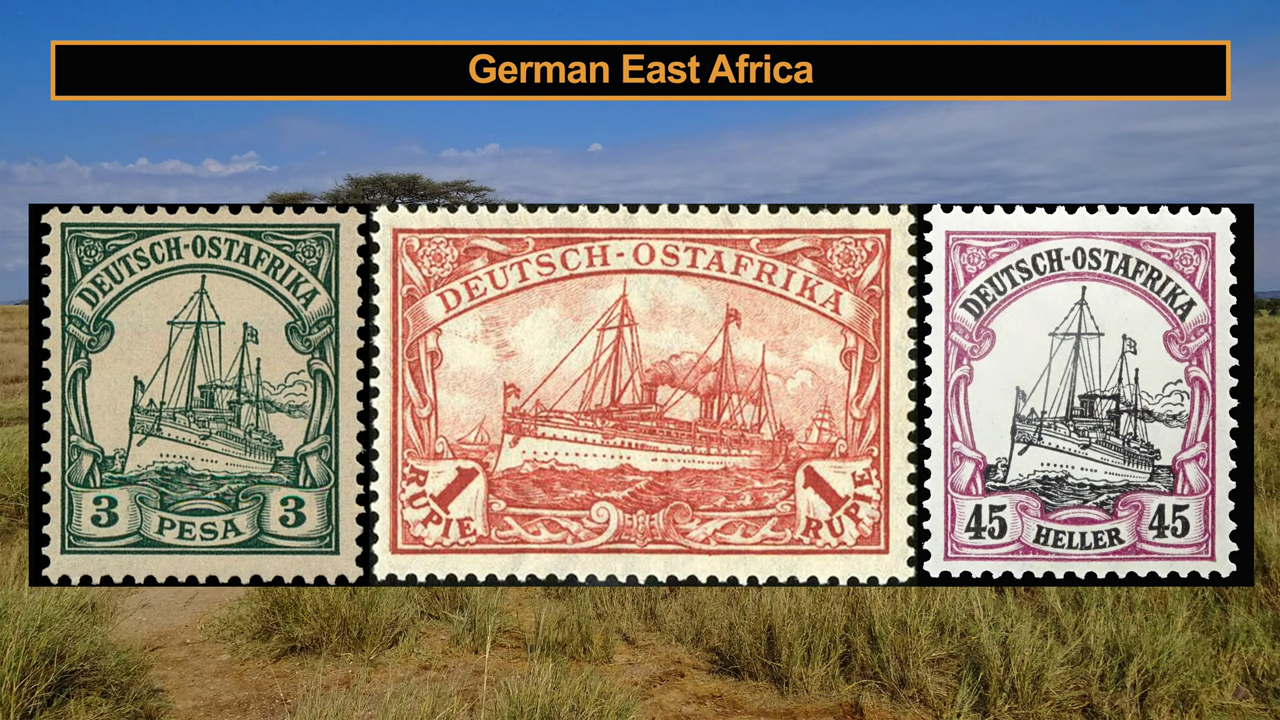 German East Africa
DEUTSCH-OSTAFRIKA
3 PESA 3
DEUTSCH-OSTAFRIKA
1 RUPIE 1 RUPIE
DEUTSCH-OSTAFRIKA
45 HELLER 45